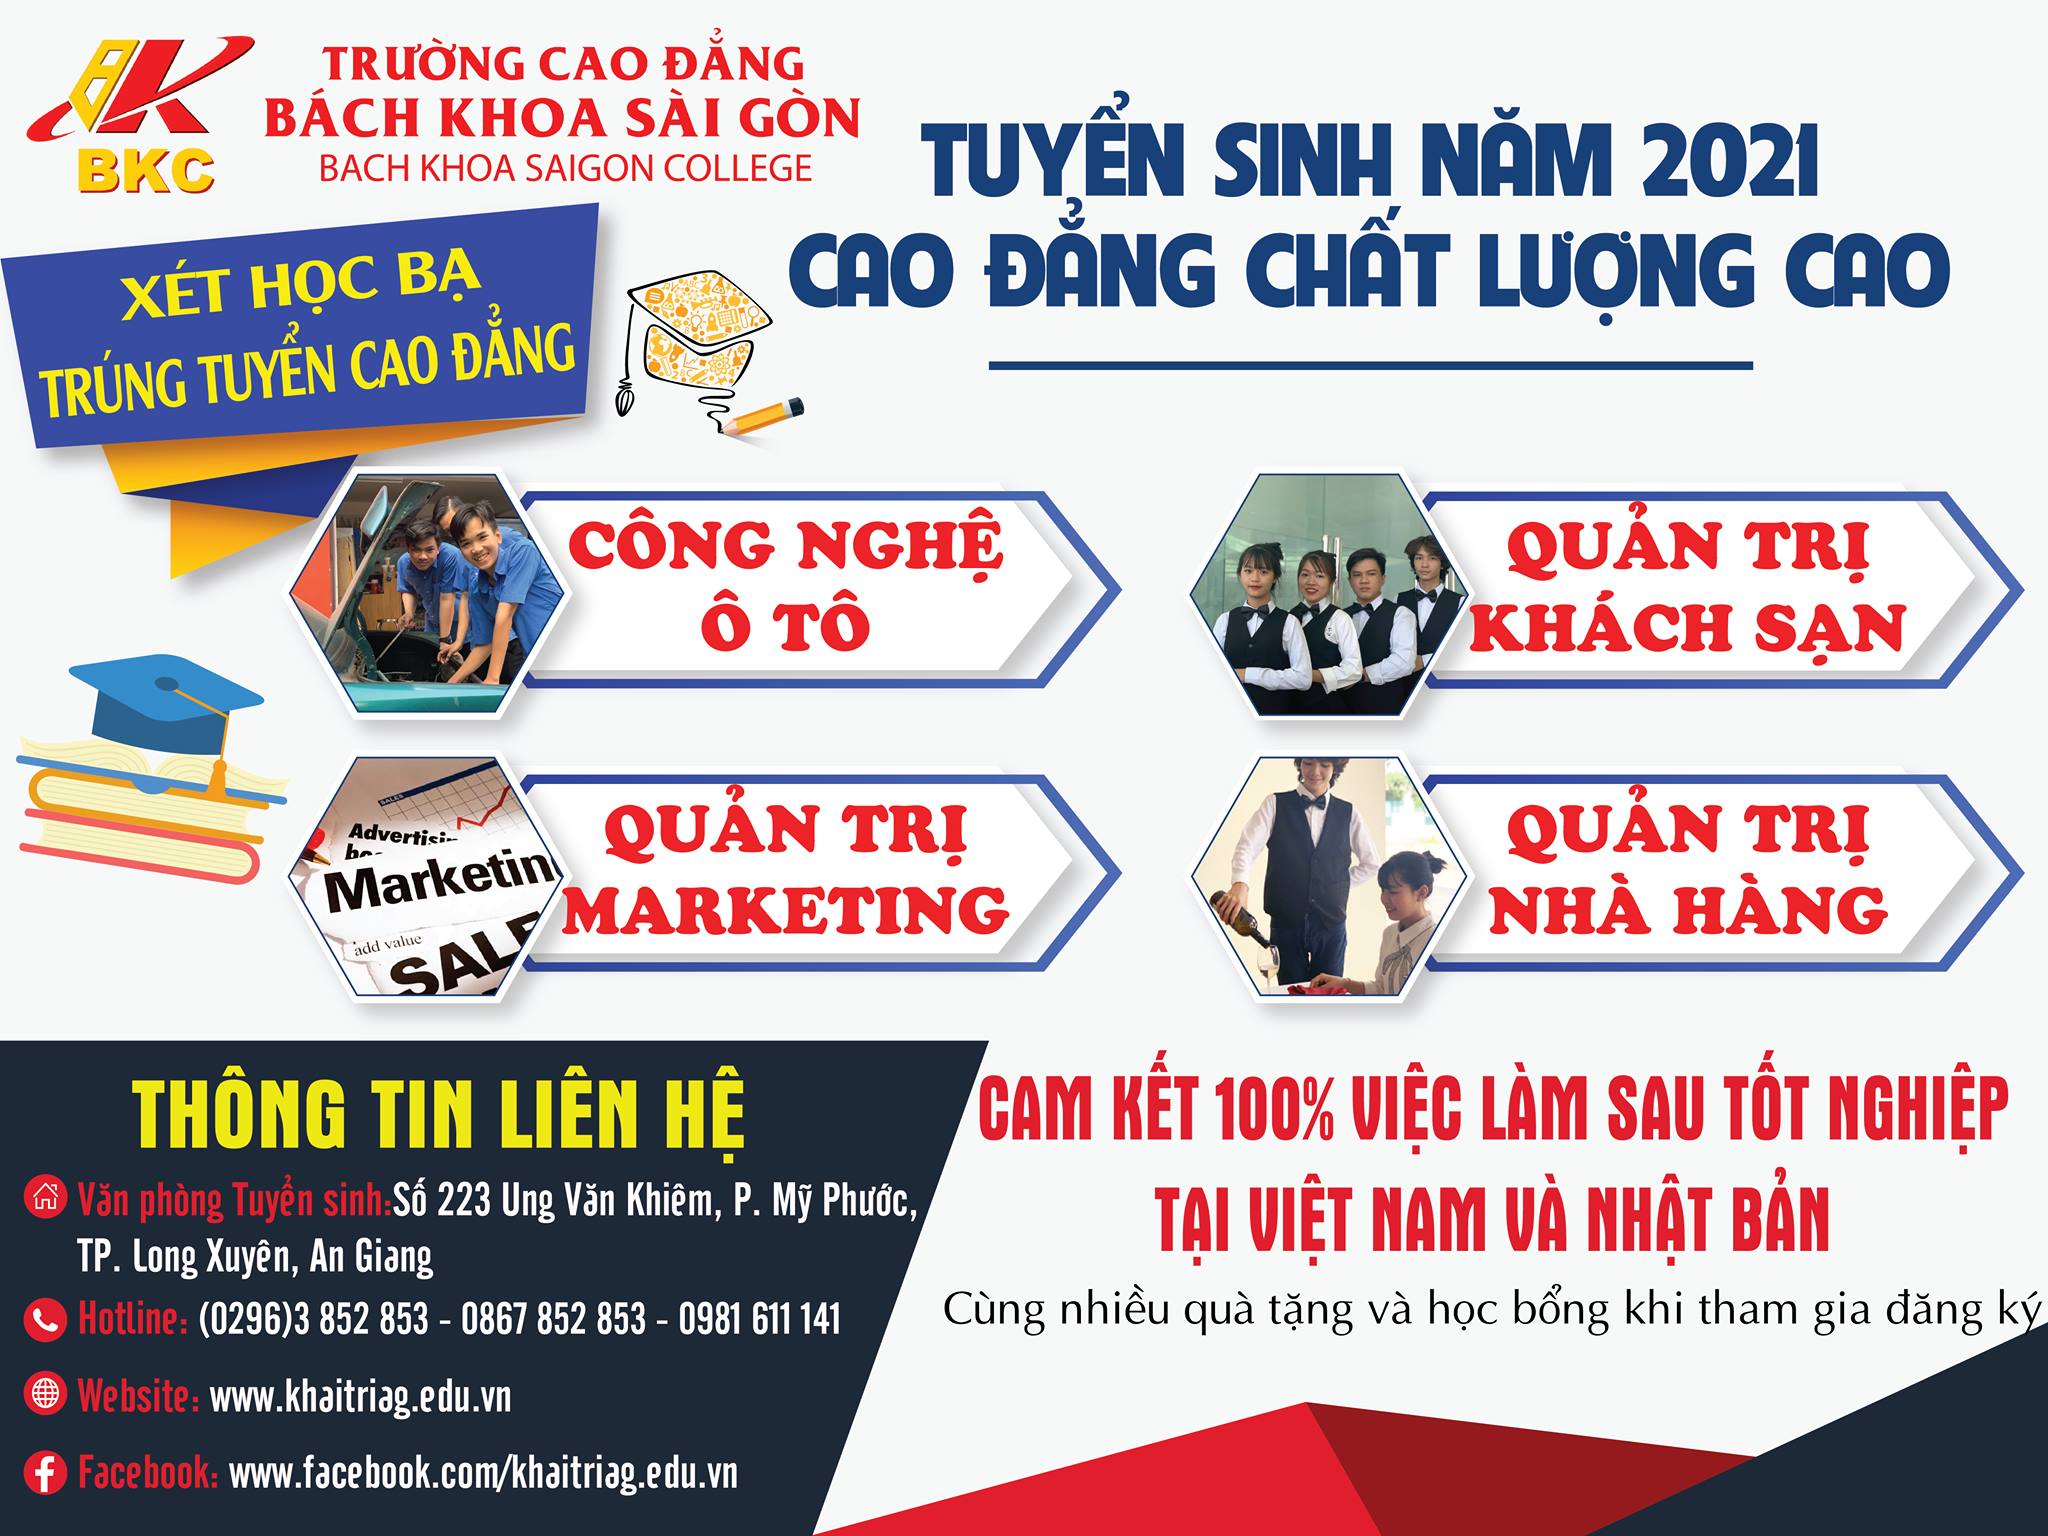 BKC
TRƯỜNG CAO ĐẲNG
BÁCH KHOA SÀI GÒN
BACH KHOA SAIGON COLLEGE
TUYỂN SINH NĂM 2021
CAO ĐẲNG CHẤT LƯỢNG CAO
XÉT HỌC BẠ
TRÚNG TUYỂN CAO ĐẲNG
CÔNG NGHỆ
Ô TÔ
QUẢN TRỊ
KHÁCH SẠN
SALES
Marketin
add value
QUẢN TRỊ
MARKETING
QUẢN TRỊ
NHÀ HÀNG
THÔNG TIN LIÊN HỆ
Văn phòng Tuyển sinh:Số 223 Ung Văn Khiêm, P. Mỹ Phước,
TP. Long Xuyên, An Giang
Hotline: (0296)3 852 853 - 0867 852 853 - 0981 611 141
Website: www.khaitriag.edu.vn
Facebook: www.facebook.com/khaitriag.edu.vn
CAM KẾT 100% VIỆC LÀM SAU TỐT NGHIỆP
TẠI VIỆT NAM VÀ NHẬT BẢN
Cùng nhiều quà tặng và học bổng khi tham gia đăng ký